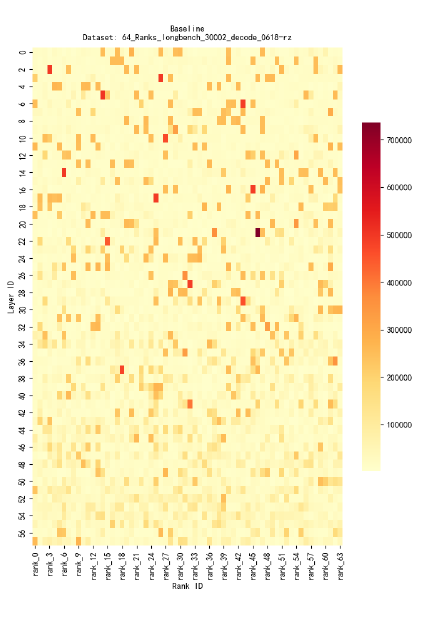 Baseline
Dataset: 64_Ranks_longbench_30002_decode_0618-rz
0
2
4
6
8
10
12
14
16
18
20
22
24
26
28
30
32
34
36
38
40
42
44
46
48
50
52
54
56
Layer ID
rank_0
rank_3
rank_6
rank_9
rank_12
rank_15
rank_18
rank_21
rank_24
rank_27
rank_30
rank_33
rank_36
rank_39
rank_42
rank_45
rank_48
rank_51
rank_54
rank_57
rank_60
rank_63
Rank ID
700000
600000
500000
400000
300000
200000
100000